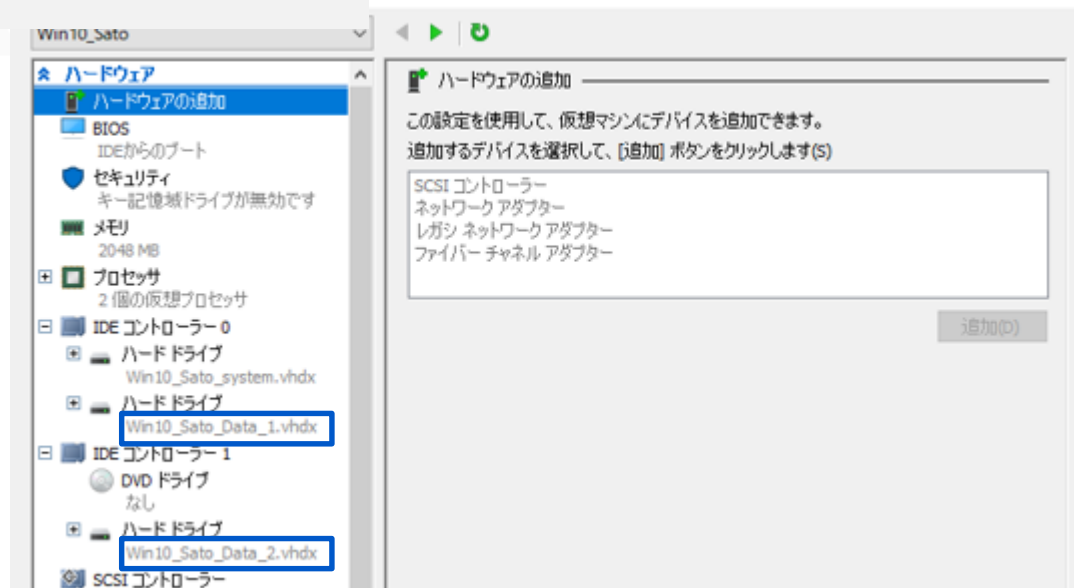 Win10_Sato
ハードウェア
ハードウェアの追加
BIOS
IDEからのブート
セキュリティ
キー記憶域ドライブが無効です
メモリ
2048 MB
プロセッサ
2 個の仮想プロセッサ
IDE コントローラー 0
ハード ドライブ
Win10_Sato_system.vhdx
ハード ドライブ
Win10_Sato_Data_1.vhdx
IDE コントローラー 1
DVD ドライブ
なし
ハード ドライブ
Win10_Sato_Data_2.vhdx
SCSI コントローラー
ハードウェアの追加
この設定を使用して、仮想マシンにデバイスを追加できます。
追加するデバイスを選択して、[追加] ボタンをクリックします(S)
SCSI コントローラー
ネットワーク アダプター
レガシ ネットワーク アダプター
ファイバー チャネル アダプター
追加(D)